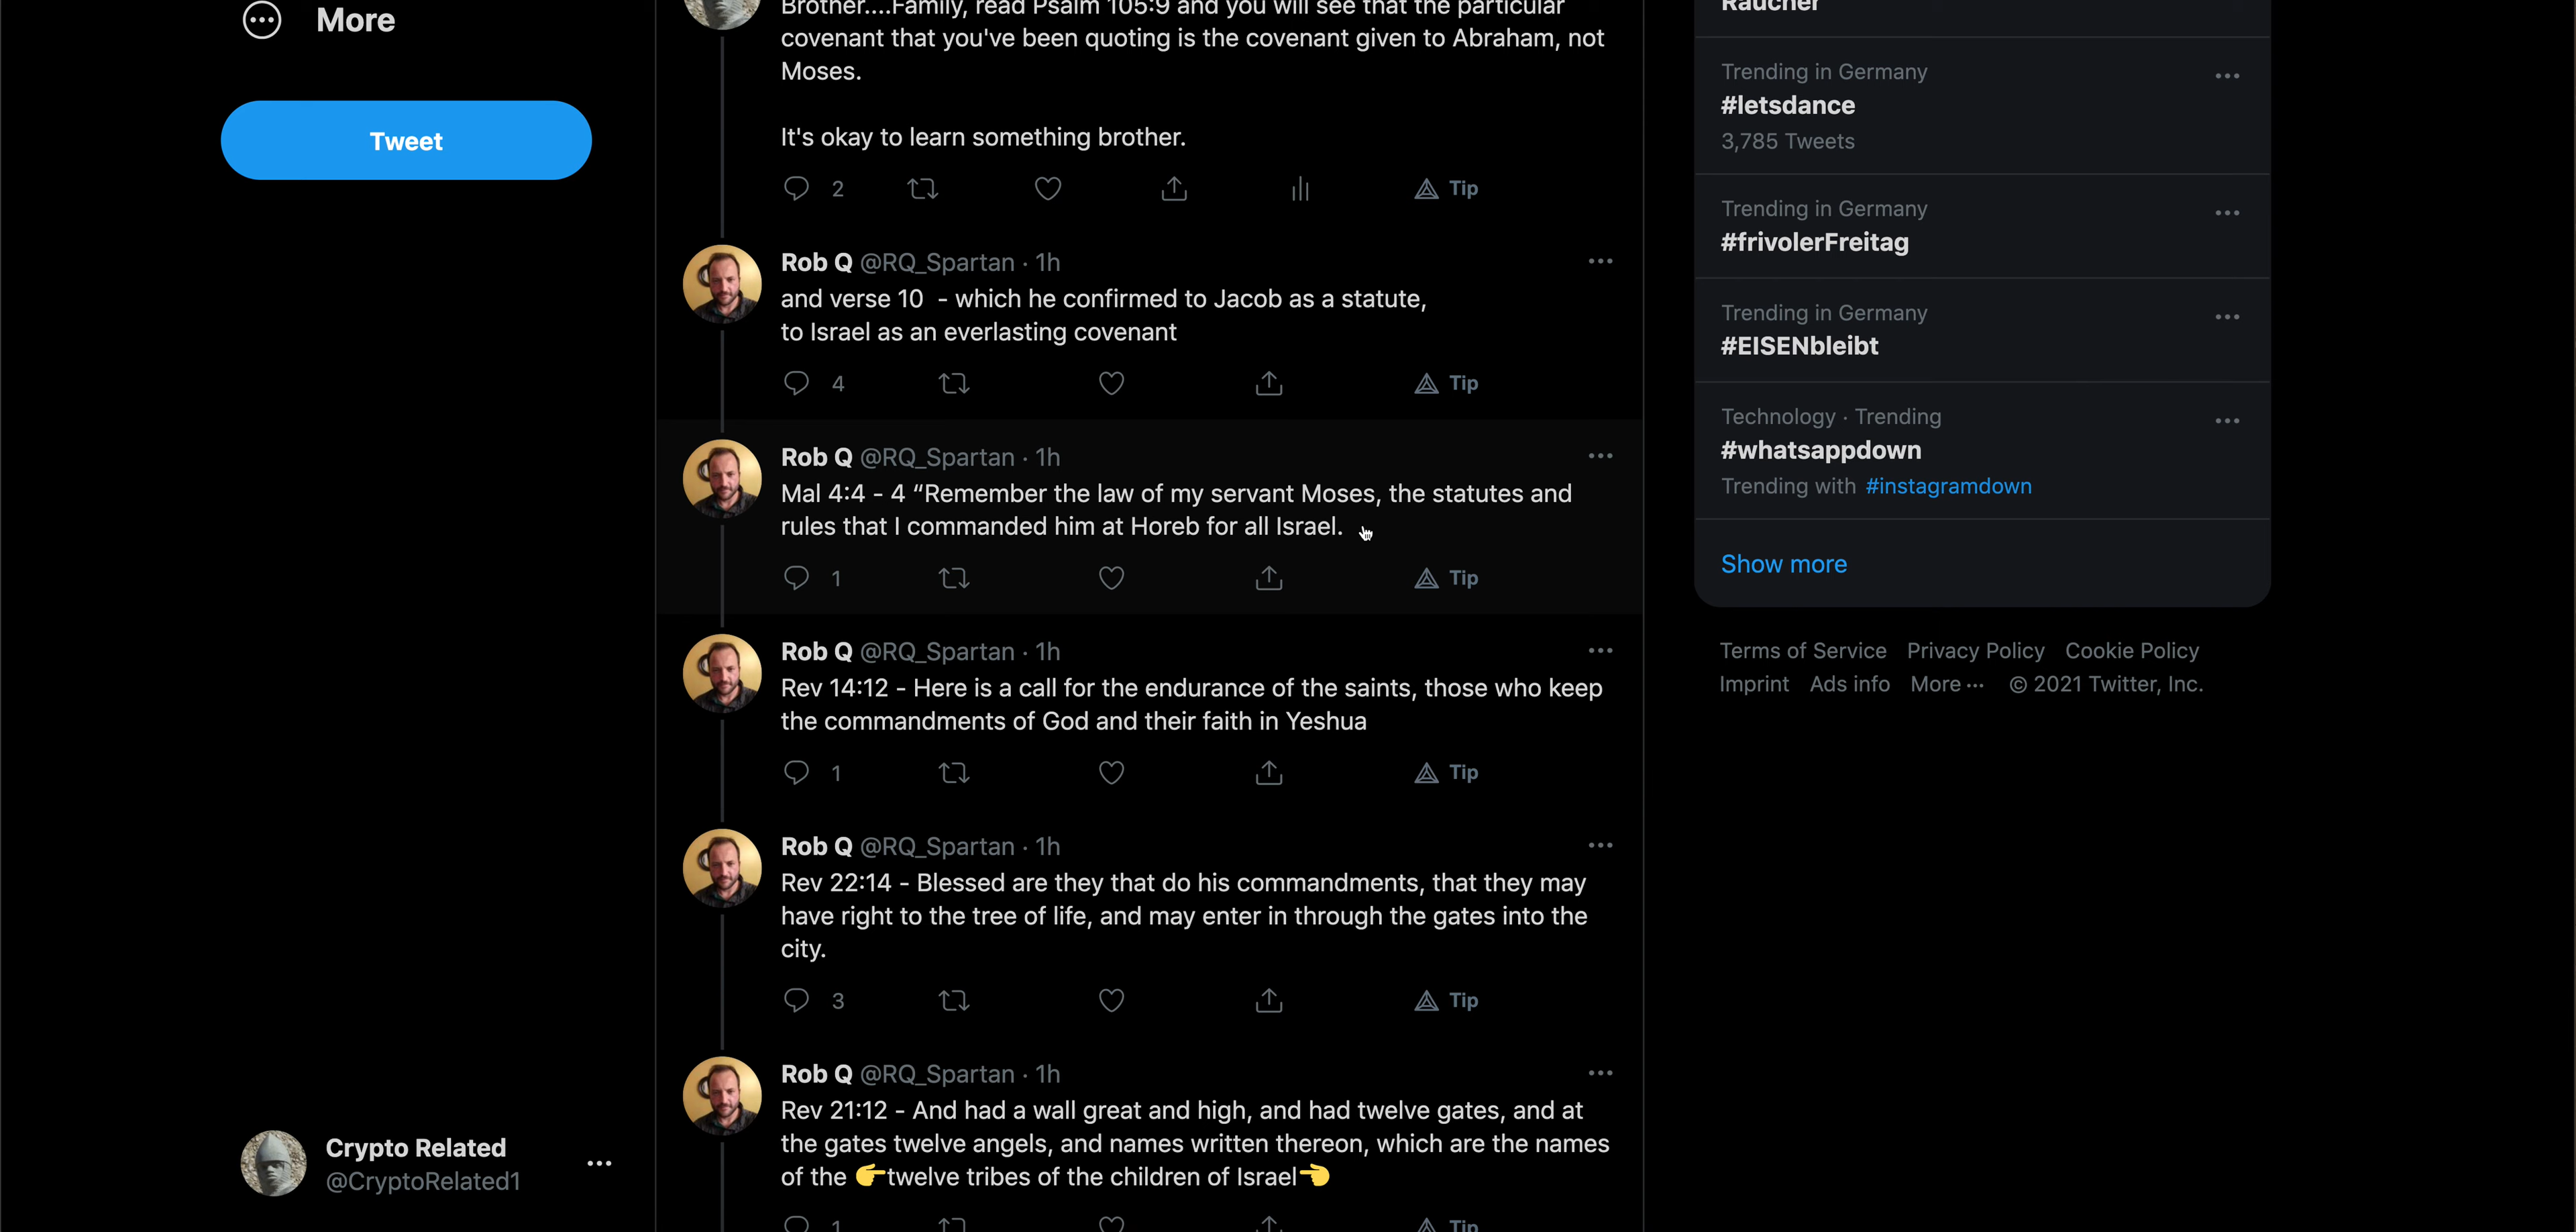 More
Tweet
Crypto Related
@CryptoRelated1
Brother....Family, read Psalm 105:9 and you will see that the particular
covenant that you've been quoting is the covenant given to Abraham, not
Moses.
It's okay to learn something brother.
2 Tip
Rob Q @RQ_Spartan · 1h
and verse 10 - which he confirmed to Jacob as a statute,
to Israel as an everlasting covenant
4 Tip
Rob Q @RQ_Spartan · 1h
Mal 4:4 - 4 “Remember the law of my servant Moses, the statutes and
rules that I commanded him at Horeb for all Israel.
1 Tip
Rob Q @RQ_Spartan · 1h
Rev 14:12 - Here is a call for the endurance of the saints, those who keep
the commandments of God and their faith in Yeshua
1 Tip
Rob Q @RQ_Spartan · 1h
Rev 22:14 - Blessed are they that do his commandments, that they may
have right to the tree of life, and may enter in through the gates into the
city.
3 Tip
Rob Q @RQ_Spartan · 1h
Rev 21:12 - And had a wall great and high, and had twelve gates, and at
the gates twelve angels, and names written thereon, which are the names
of the 👉twelve tribes of the children of Israel👈
1 Tip
Raucher
Trending in Germany
#letsdance
3,785 Tweets
Trending in Germany
#frivolerFreitag
Trending in Germany
#EISENbleibt
Technology · Trending
#whatsappdown
Trending with #instagramdown
Show more
Terms of Service Privacy Policy Cookie Policy
Imprint Ads info More ··· © 2021 Twitter, Inc.